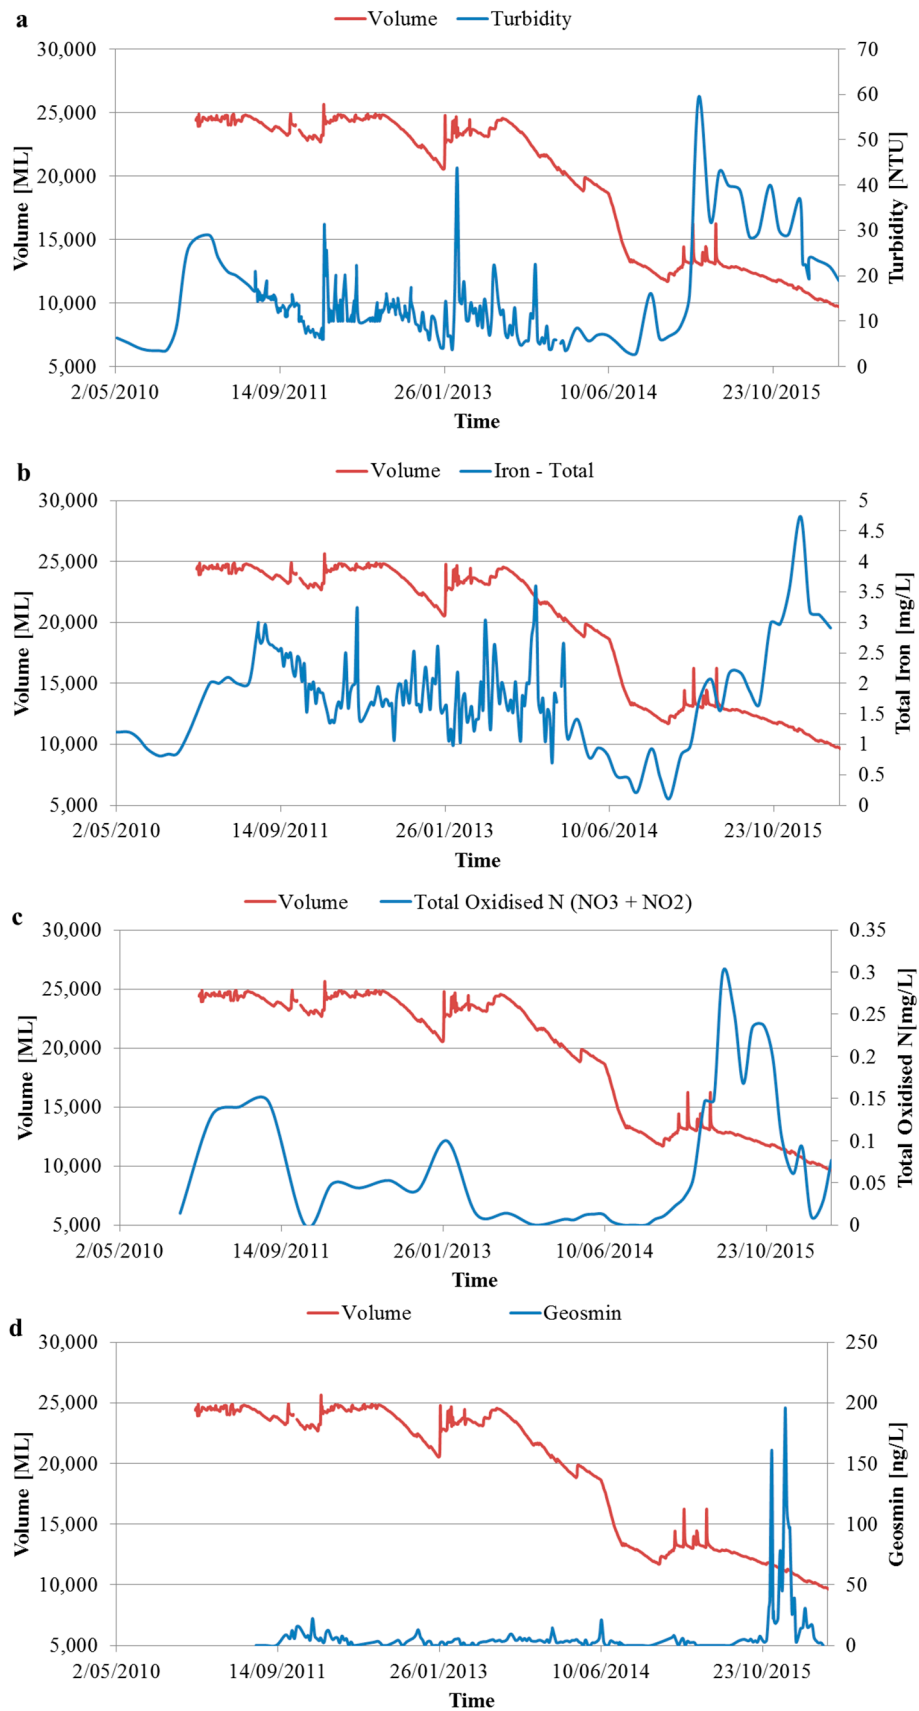 a
Volume Turbidity
30,000 70
60
25,000
50
20,000
40
15,000 30
20
10,000
10
5,000 0
2/05/2010 14/09/2011 26/01/2013 10/06/2014 23/10/2015
Time
Volume [ML]
Turbidity [NTU]
b
Volume Iron - Total
30,000 5
4.5
25,000 4
3.5
20,000 3
2.5
15,000 2
1.5
10,000 1
0.5
5,000 0
2/05/2010 14/09/2011 26/01/2013 10/06/2014 23/10/2015
Time
Volume [ML]
Total Iron [mg/L]
c
Volume Total Oxidised N (NO3 + NO2)
30,000 0.35
0.3
25,000
0.25
20,000
0.2
15,000 0.15
0.1
10,000
0.05
5,000 0
2/05/2010 14/09/2011 26/01/2013 10/06/2014 23/10/2015
Time
Volume [ML]
Total Oxidised N[mg/L]
d
Volume Geosmin
30,000 250
25,000 200
20,000 150
15,000 100
10,000 50
5,000 0
2/05/2010 14/09/2011 26/01/2013 10/06/2014 23/10/2015
Time
Volume [ML]
Geosmin [ng/L]